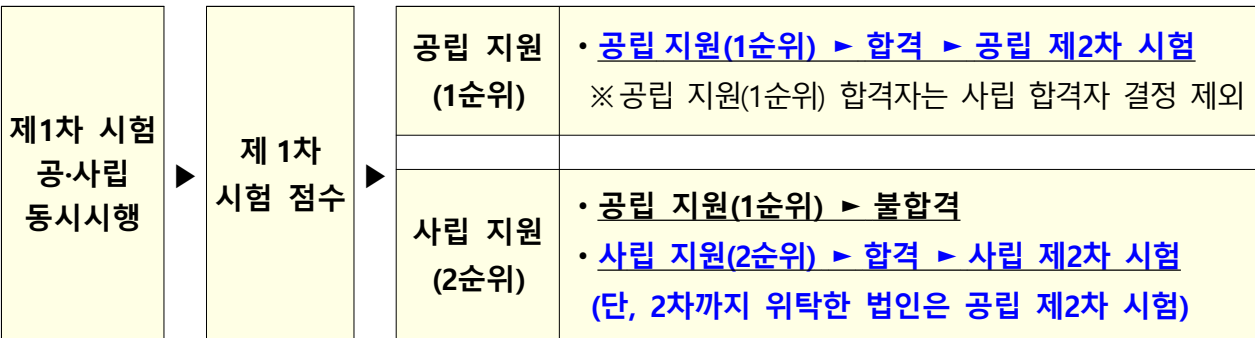 제1차 시험
공·사립
동시시행
▶
제 1차
시험 점수
▶
공립 지원
(1순위)
・공립 지원(1순위) ► 합격 ► 공립 제2차 시험
※ 공립 지원(1순위) 합격자는 사립 합격자 결정 제외
사립 지원
(2순위)
・공립 지원(1순위) ► 불합격
・사립 지원(2순위) ► 합격 ► 사립 제2차 시험
(단, 2차까지 위탁한 법인은 공립 제2차 시험)